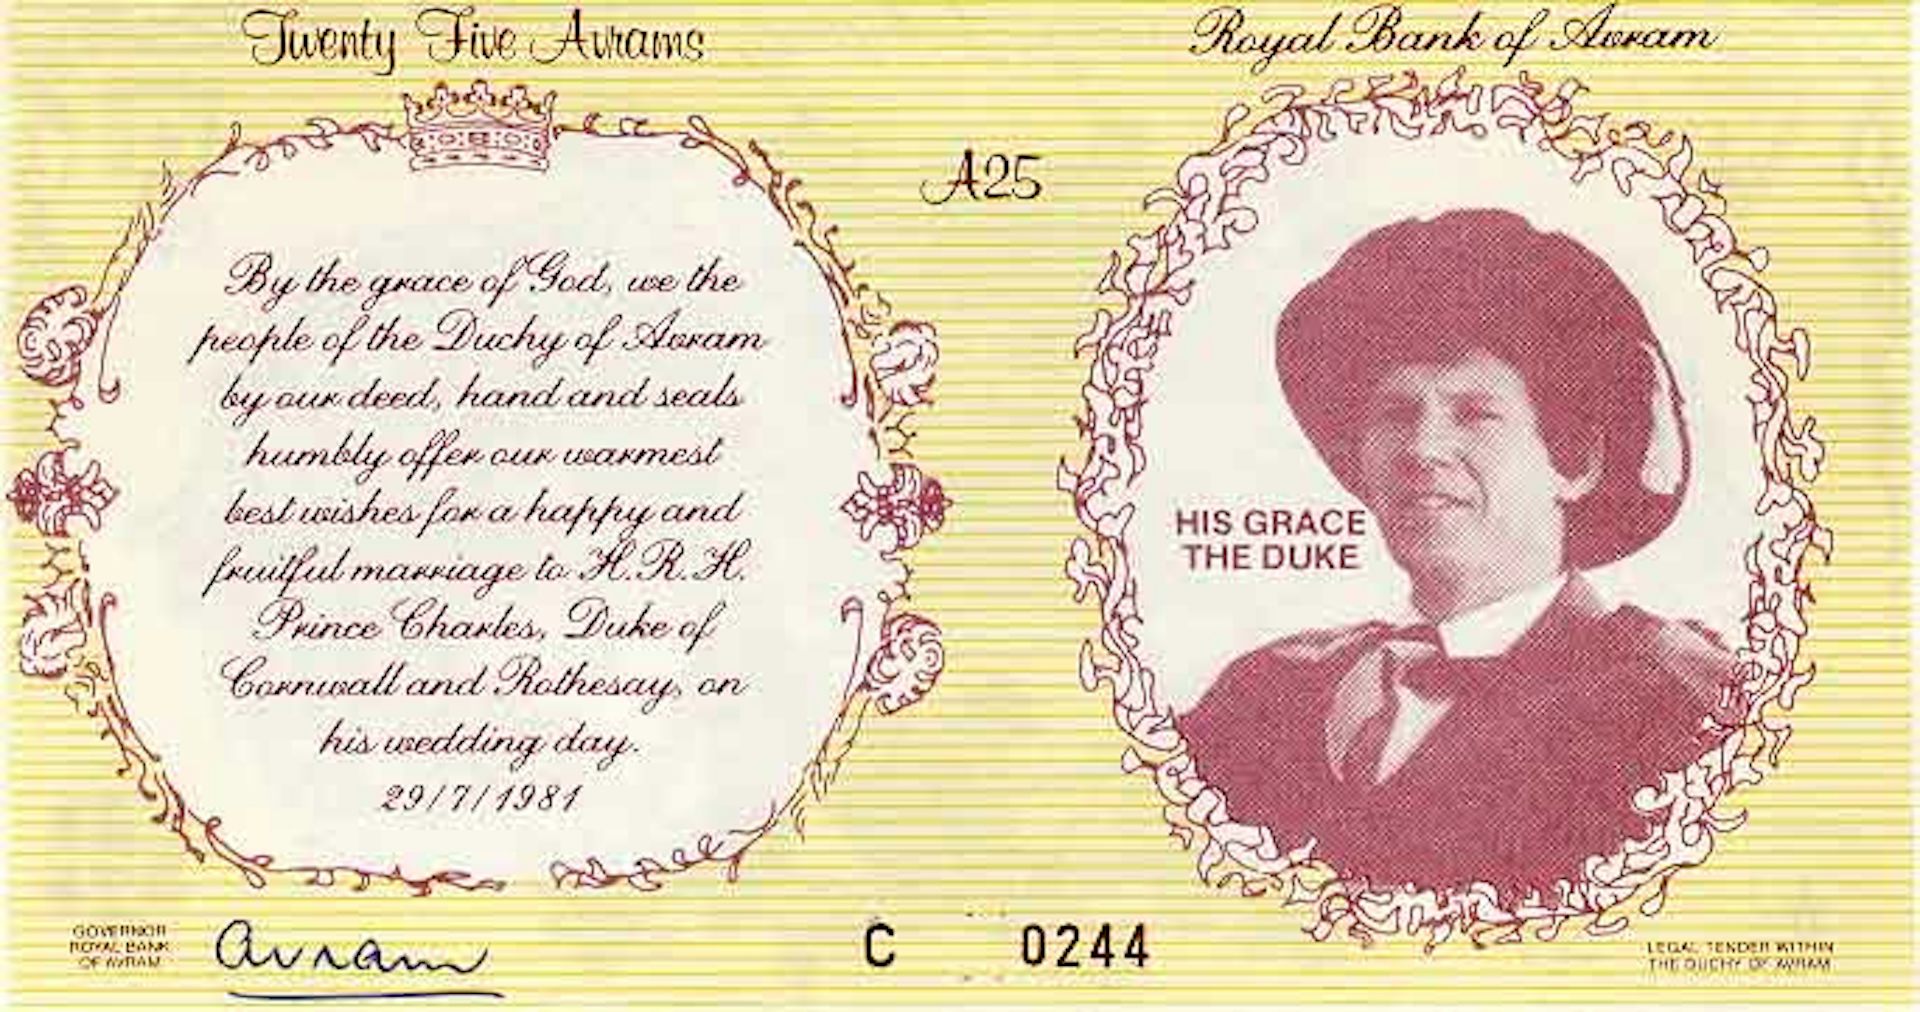 Twenty Five Avrams
Royal Bank of Avram
A25
By the grace of God, we the
people of the Duchy of Avram
by our deed, hand and seals
humbly offer our warmest
best wishes for a happy and
fruitful marriage to H.R.H.
Prince Charles, Duke of
Cornwall and Rothesay, on
his wedding day.
29/7/1981
HIS GRACE
THE DUKE
GOVERNOR
ROYAL BANK
OF AVRAM
Avram
C 0244
LEGAL TENDER WITHIN
THE DUCHY OF AVRAM